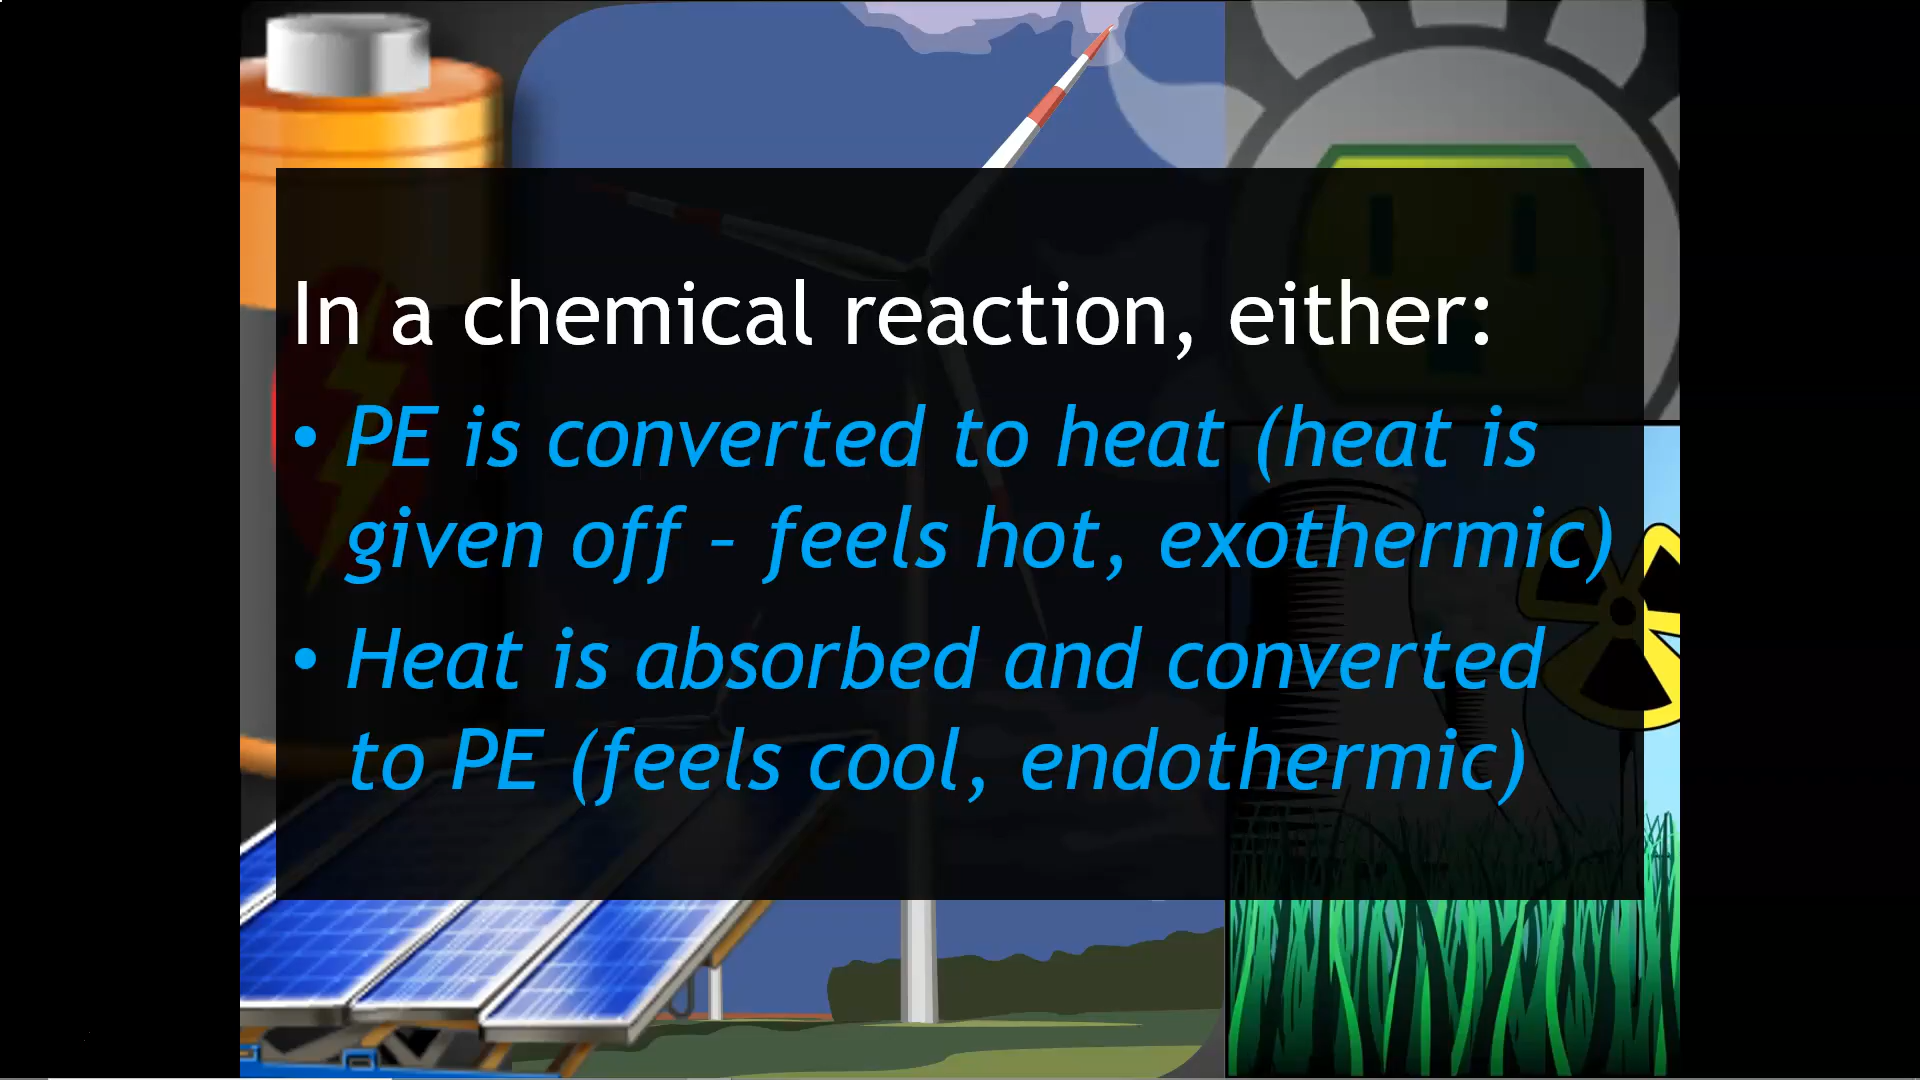 In a chemical reaction, either:
• PE is converted to heat (heat is
given off – feels hot, exothermic)
• Heat is absorbed and converted
to PE (feels cool, endothermic)